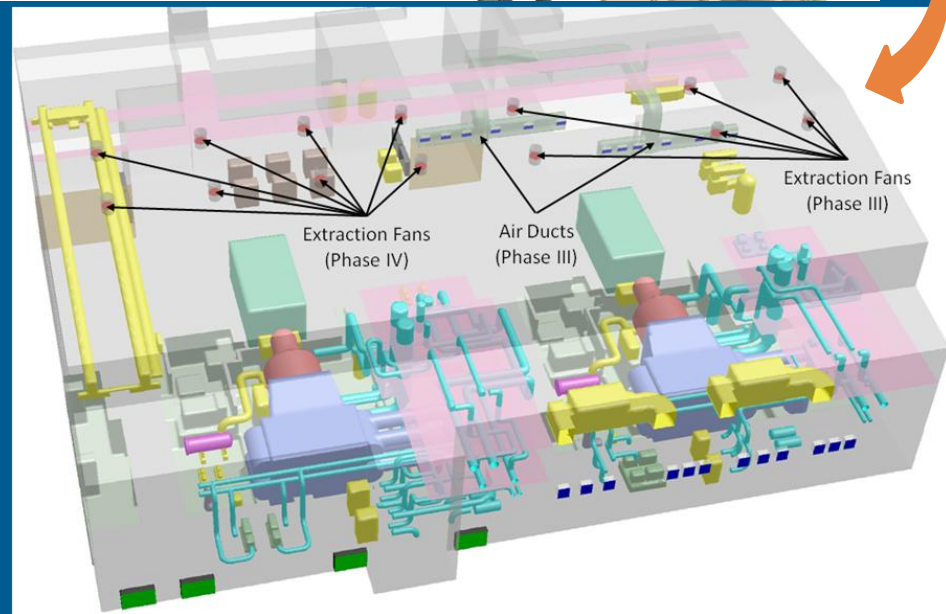 Extraction Fans
(Phase IV)
Air Ducts
(Phase III)
Extraction Fans
(Phase III)